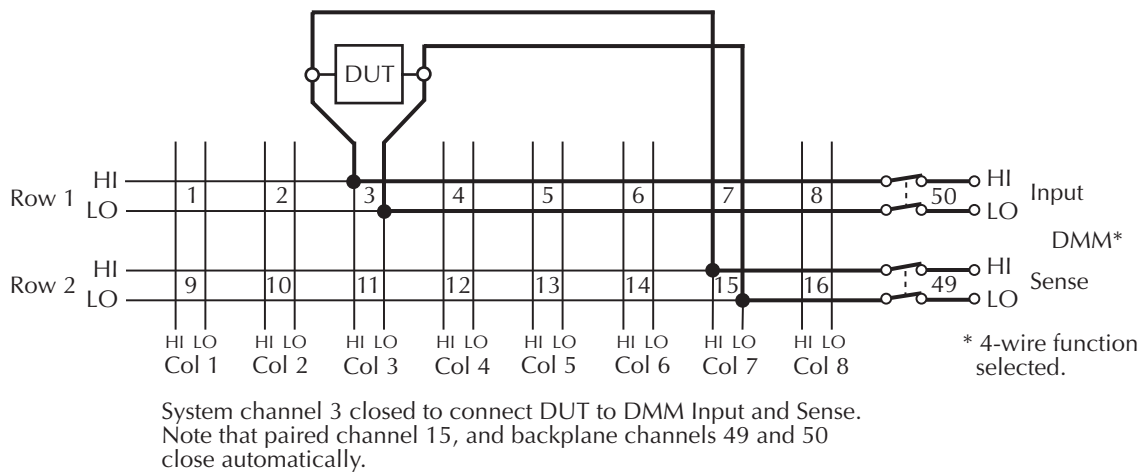 DUT
HI
Row 1
LO
1 2 3 4 5 6 7 8 50
HI
Input
LO
DMM*
HI
Row 2
LO
9 10 11 12 13 14 15 16 49
HI
Sense
LO
HI LO HI LO HI LO HI LO HI LO HI LO HI LO HI LO
Col 1 Col 2 Col 3 Col 4 Col 5 Col 6 Col 7 Col 8
* 4-wire function
selected.
System channel 3 closed to connect DUT to DMM Input and Sense.
Note that paired channel 15, and backplane channels 49 and 50
close automatically.